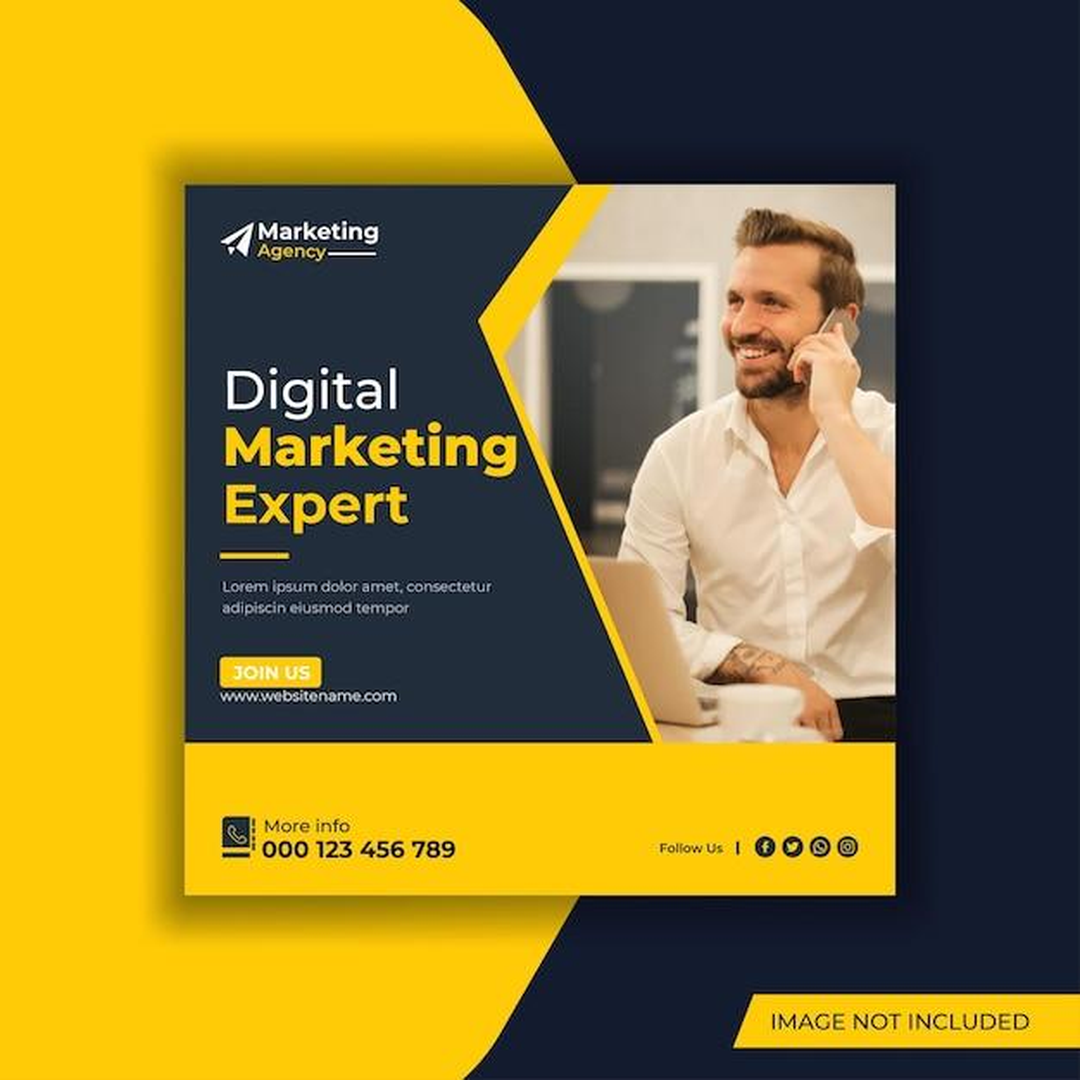 Marketing
Agency
Digital
Marketing
Expert
Lorem ipsum dolor amet, consectetur
adipiscin eiusmod tempor
JOIN US
www.websitename.com
More info
000 123 456 789
Follow Us |
IMAGE NOT INCLUDED